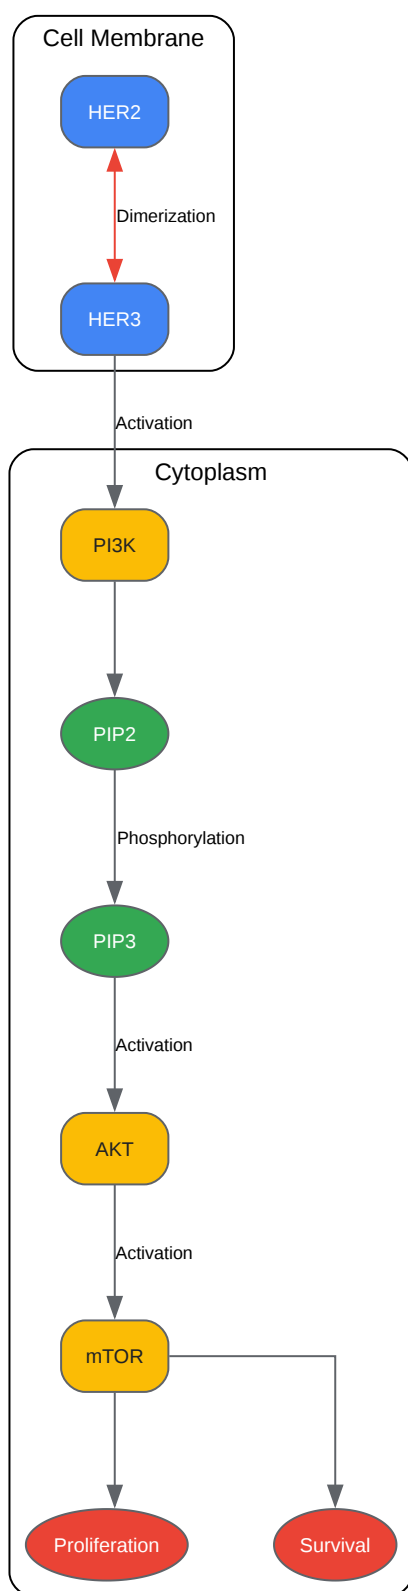 Cell Membrane
HER2
Dimerization
HER3
Activation
Cytoplasm
PI3K
PIP2
Phosphorylation
PIP3
Activation
AKT
Activation
mTOR
Proliferation
Survival